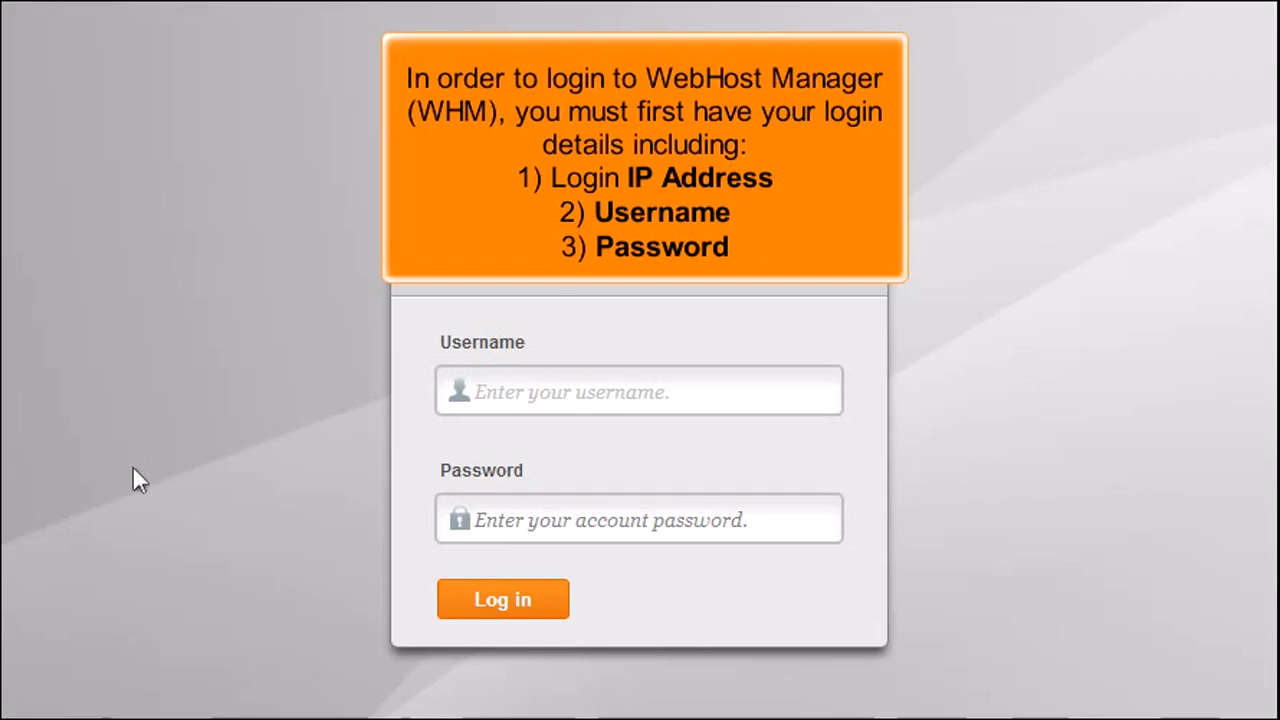 In order to login to WebHost Manager
(WHM), you must first have your login
details including:
1) Login IP Address
2) Username
3) Password
Username
Enter your username.
Password
Enter your account password.
Log in